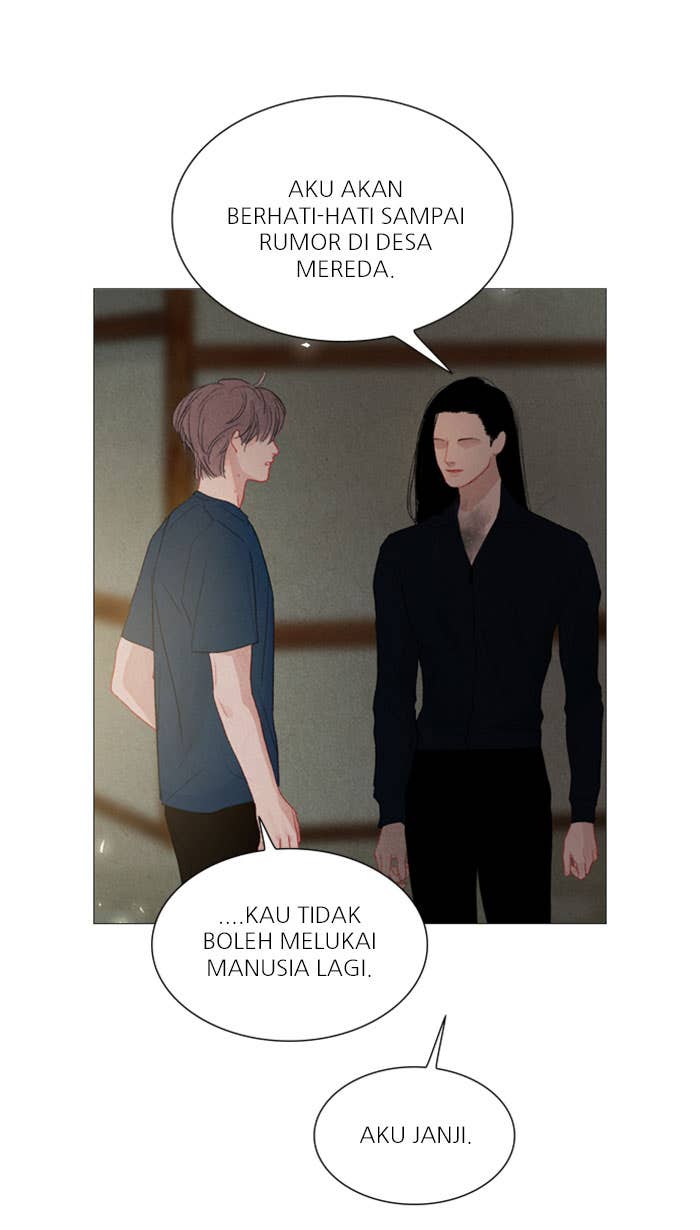 AKU AKAN
BERHATI-HATI SAMPAI
RUMOR DI DESA
MEREDA.
....KAU TIDAK
BOLEH MELUKAI
MANUSIA LAGI.
AKU JANJI.